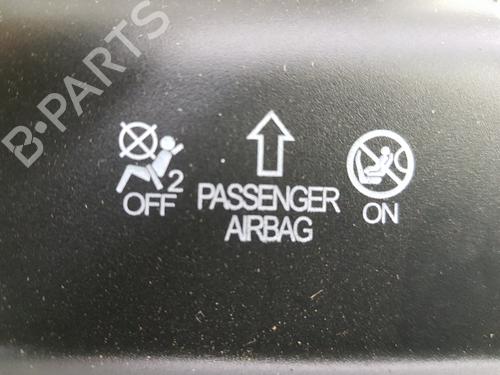 B-PARTS
2
OFF
PASSENGER
AIRBAG
ON